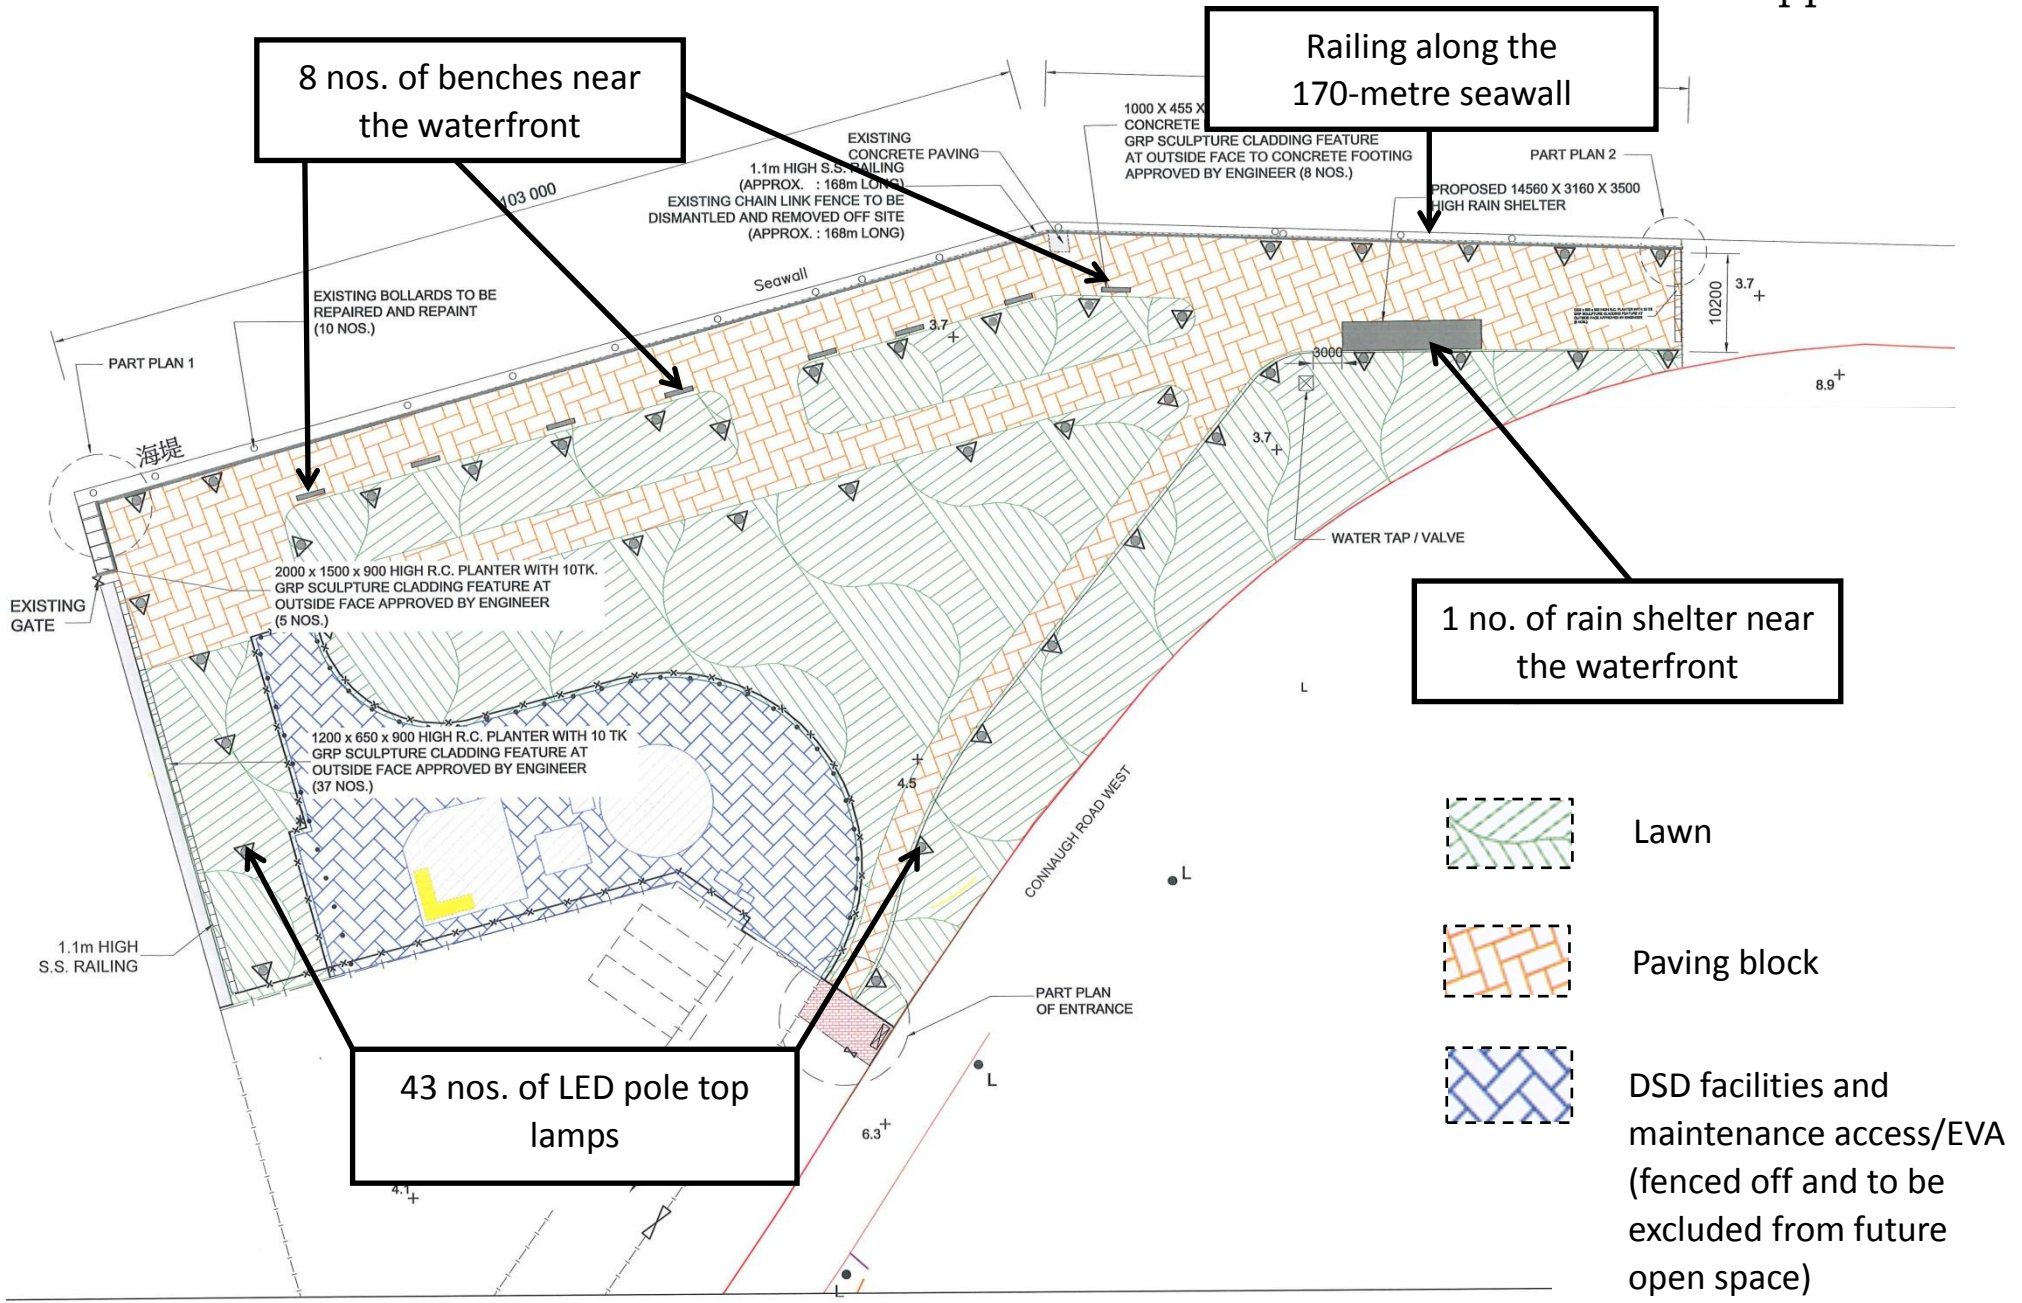 8 nos. of benches near
the waterfront
Railing along the
170-metre seawall
1000 X 455 X
CONCRETE
GRP SCULPTURE CLADDING FEATURE
AT OUTSIDE FACE TO CONCRETE FOOTING
APPROVED BY ENGINEER (8 NOS.)
EXISTING
CONCRETE PAVING
1.1m HIGH S.S. RAILING
(APPROX. : 168m LONG)
EXISTING CHAIN LINK FENCE TO BE
DISMANTLED AND REMOVED OFF SITE
(APPROX. : 168m LONG)
PART PLAN 2
PROPOSED 14560 X 3160 X 3500
HIGH RAIN SHELTER
103 000
Seawall
EXISTING BOLLARDS TO BE
REPAIRED AND REPAINT
(10 NOS.)
PART PLAN 1
海堤
3.7
3.7
10200
3000
8.9
3.7
WATER TAP / VALVE
EXISTING
GATE
2000 x 1500 x 900 HIGH R.C. PLANTER WITH 10TK.
GRP SCULPTURE CLADDING FEATURE AT
OUTSIDE FACE APPROVED BY ENGINEER
(5 NOS.)
1 no. of rain shelter near
the waterfront
L
1200 x 650 x 900 HIGH R.C. PLANTER WITH 10 TK
GRP SCULPTURE CLADDING FEATURE AT
OUTSIDE FACE APPROVED BY ENGINEER
(37 NOS.)
4.5
CONNAUGH ROAD WEST
L
1.1m HIGH
S.S. RAILING
PART PLAN
OF ENTRANCE
43 nos. of LED pole top
lamps
L
6.3
4.1
L
Lawn
Paving block
DSD facilities and
maintenance access/EVA
(fenced off and to be
excluded from future
open space)